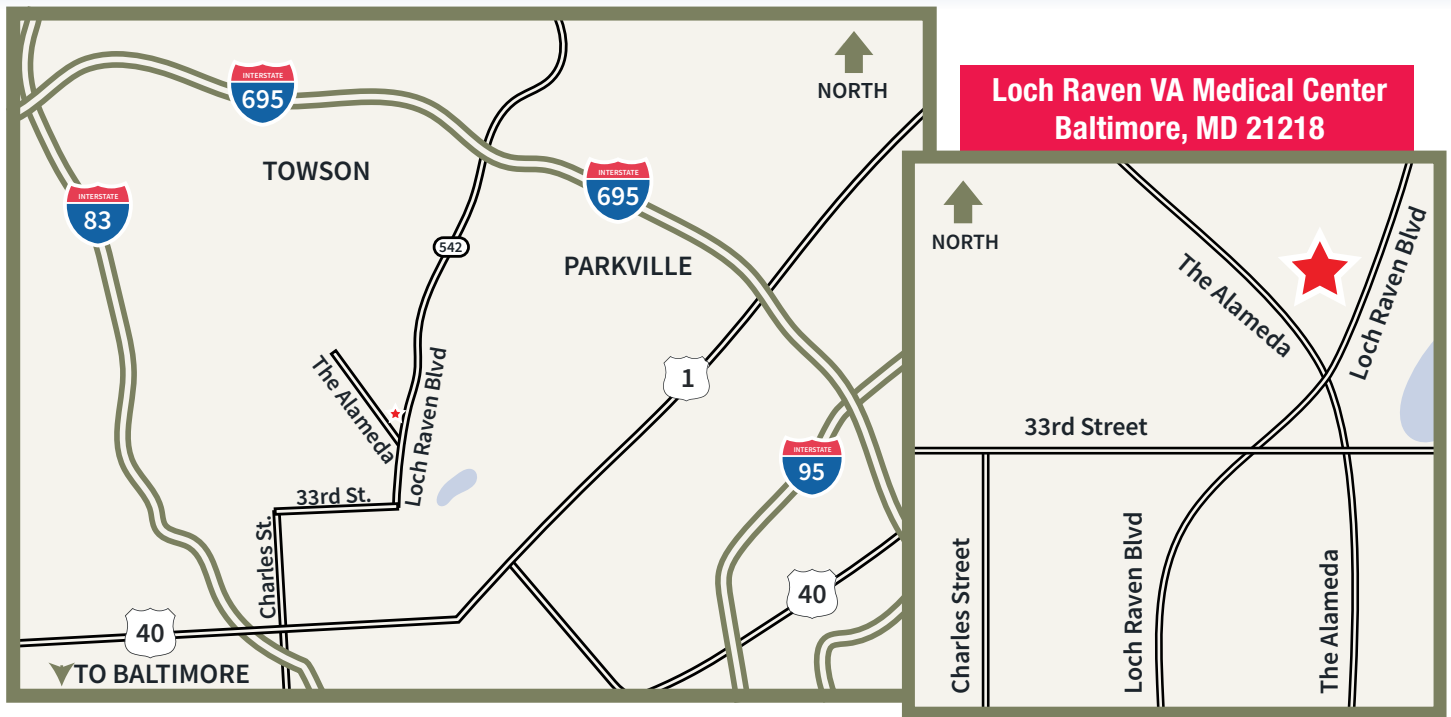 INTERSTATE
695
NORTH
TOWSON
INTERSTATE
83
INTERSTATE
695
542
PARKVILLE
1
The Alameda
Loch Raven Blvd
33rd St.
Charles St.
INTERSTATE
95
40
40
TO BALTIMORE
Loch Raven VA Medical Center
Baltimore, MD 21218
NORTH
The Alameda
Loch Raven Blvd
33rd Street
Charles Street
Loch Raven Blvd
The Alameda